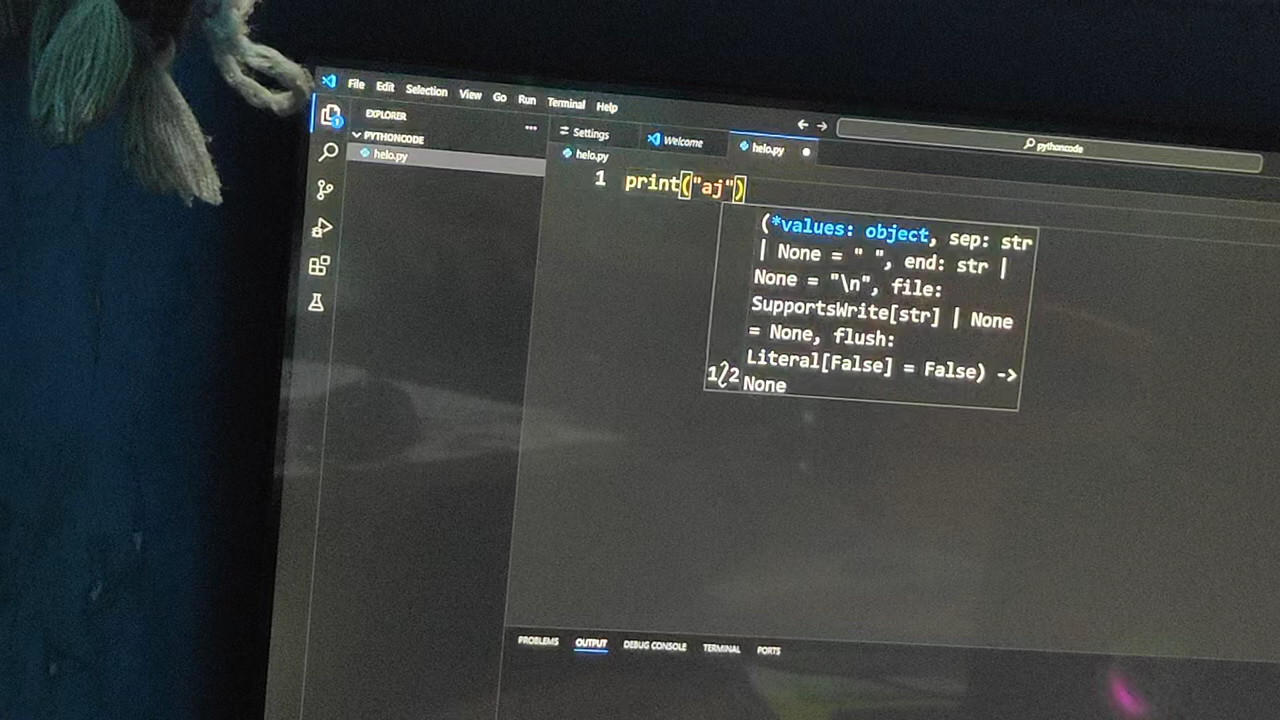 File Edit Selection View Go Run Terminal Help
pythoncode
EXPLORER
Settings Welcome helo.py
PYTHONCODE
helo.py
helo.py
1 print("aj")
(*values: object, sep: str
| None = " ", end: str |
None = "\n", file:
SupportsWrite[str] | None
= None, flush:
Literal[False] = False) ->
1/2 None
PROBLEMS OUTPUT DEBUG CONSOLE TERMINAL PORTS